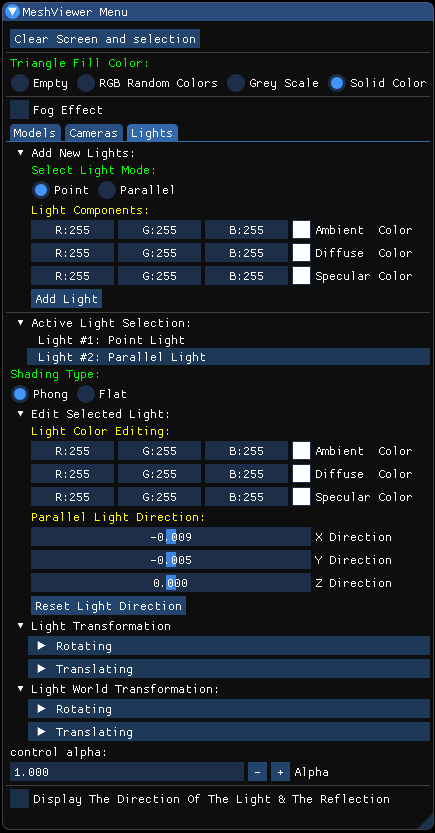 MeshViewer Menu
Clear Screen and selection
Triangle Fill Color:
Empty RGB Random Colors Grey Scale Solid Color
Fog Effect
Models Cameras Lights
Add New Lights:
Select Light Mode:
Point Parallel
Light Components:
R:255 G:255 B:255 Ambient Color
R:255 G:255 B:255 Diffuse Color
R:255 G:255 B:255 Specular Color
Add Light
Active Light Selection:
Light #1: Point Light
Light #2: Parallel Light
Shading Type:
Phong Flat
Edit Selected Light:
Light Color Editing:
R:255 G:255 B:255 Ambient Color
R:255 G:255 B:255 Diffuse Color
R:255 G:255 B:255 Specular Color
Parallel Light Direction:
-0.009 X Direction
-0.005 Y Direction
0.000 Z Direction
Reset Light Direction
Light Transformation
Rotating
Translating
Light World Transformation:
Rotating
Translating
control alpha:
1.000 - + Alpha
Display The Direction Of The Light & The Reflection